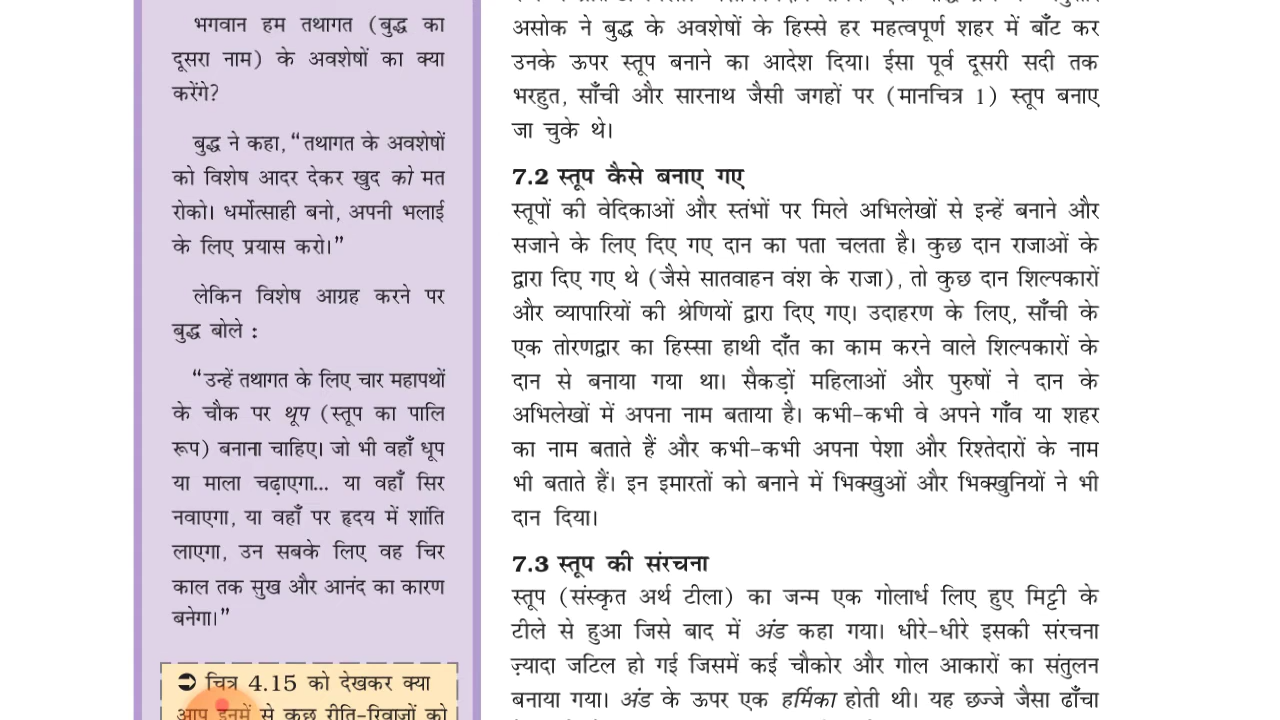 भगवान हम तथागत (बुद्ध का
दूसरा नाम) के अवशेषों का क्या
करेंगे?
बुद्ध ने कहा, “तथागत के अवशेषों
को विशेष आदर देकर खुद को मत
रोको। धर्मोत्साही बनो, अपनी भलाई
के लिए प्रयास करो।”
लेकिन विशेष आग्रह करने पर
बुद्ध बोले :
“उन्हें तथागत के लिए चार महापथों
के चौक पर थूप (स्तूप का पालि
रूप) बनाना चाहिए। जो भी वहाँ धूप
या माला चढ़ाएगा... या वहाँ सिर
नवाएगा, या वहाँ पर हृदय में शांति
लाएगा, उन सबके लिए वह चिर
काल तक सुख और आनंद का कारण
बनेगा।”
➲ चित्र 4.15 को देखकर क्या
आप इनमें से कुछ रीति-रिवाज़ों को
असोक ने बुद्ध के अवशेषों के हिस्से हर महत्वपूर्ण शहर में बाँट कर
उनके ऊपर स्तूप बनाने का आदेश दिया। ईसा पूर्व दूसरी सदी तक
भरहुत, साँची और सारनाथ जैसी जगहों पर (मानचित्र 1) स्तूप बनाए
जा चुके थे।
7.2 स्तूप कैसे बनाए गए
स्तूपों की वेदिकाओं और स्तंभों पर मिले अभिलेखों से इन्हें बनाने और
सजाने के लिए दिए गए दान का पता चलता है। कुछ दान राजाओं के
द्वारा दिए गए थे (जैसे सातवाहन वंश के राजा), तो कुछ दान शिल्पकारों
और व्यापारियों की श्रेणियों द्वारा दिए गए। उदाहरण के लिए, साँची के
एक तोरणद्वार का हिस्सा हाथी दाँत का काम करने वाले शिल्पकारों के
दान से बनाया गया था। सैकड़ों महिलाओं और पुरुषों ने दान के
अभिलेखों में अपना नाम बताया है। कभी-कभी वे अपने गाँव या शहर
का नाम बताते हैं और कभी-कभी अपना पेशा और रिश्तेदारों के नाम
भी बताते हैं। इन इमारतों को बनाने में भिक्खुओं और भिक्खुनियों ने भी
दान दिया।
7.3 स्तूप की संरचना
स्तूप (संस्कृत अर्थ टीला) का जन्म एक गोलार्ध लिए हुए मिट्टी के
टीले से हुआ जिसे बाद में अंड कहा गया। धीरे-धीरे इसकी संरचना
ज़्यादा जटिल हो गई जिसमें कई चौकोर और गोल आकारों का संतुलन
बनाया गया। अंड के ऊपर एक हर्मिका होती थी। यह छज्जे जैसा ढाँचा